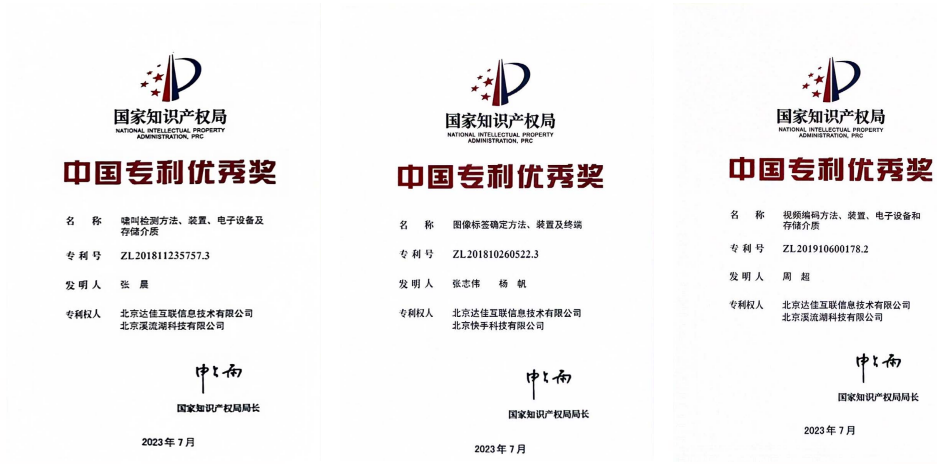 国家知识产权局
NATIONAL INTELLECTUAL PROPERTY
ADMINISTRATION, PRC
中国专利优秀奖
名称 啸叫检测方法、装置、电子设备及
存储介质
专利号 ZL201811235757.3
发明人 张晨
专利权人 北京达佳互联信息技术有限公司
北京溪流湖科技有限公司
申长雨
国家知识产权局局长
2023年7月
国家知识产权局
NATIONAL INTELLECTUAL PROPERTY
ADMINISTRATION, PRC
中国专利优秀奖
名称 图像标签确定方法、装置及终端
专利号 ZL201810260522.3
发明人 张志伟 杨帆
专利权人 北京达佳互联信息技术有限公司
北京快手科技有限公司
申长雨
国家知识产权局局长
2023年7月
国家知识产权局
NATIONAL INTELLECTUAL PROPERTY
ADMINISTRATION, PRC
中国专利优秀奖
名称 视频编码方法、装置、电子设备和
存储介质
专利号 ZL201910600178.2
发明人 周超
专利权人 北京达佳互联信息技术有限公司
北京溪流湖科技有限公司
申长雨
国家知识产权局局长
2023年7月